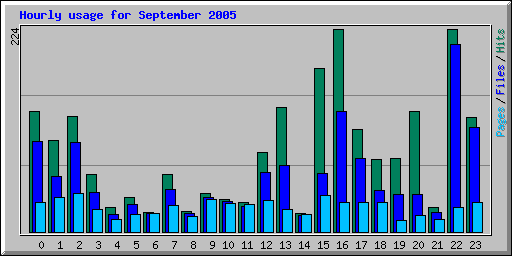 Hourly usage for September 2005
224
Pages / Files / Hits
0 1 2 3 4 5 6 7 8 9 10 11 12 13 14 15 16 17 18 19 20 21 22 23